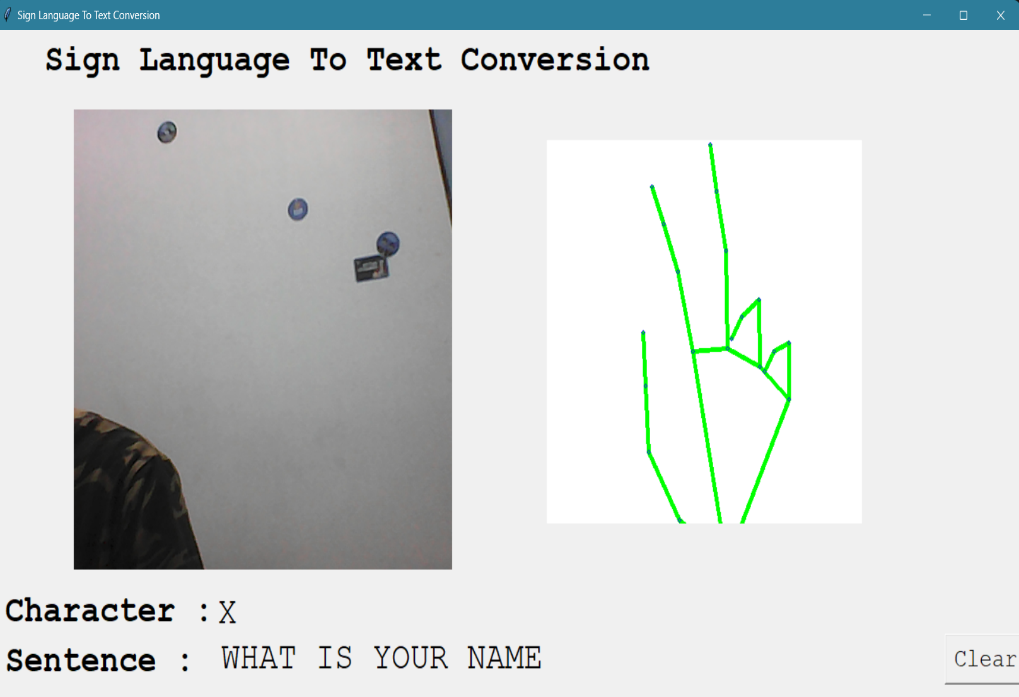 Sign Language To Text Conversion
Sign Language To Text Conversion
Character : X
Sentence : WHAT IS YOUR NAME
Clear